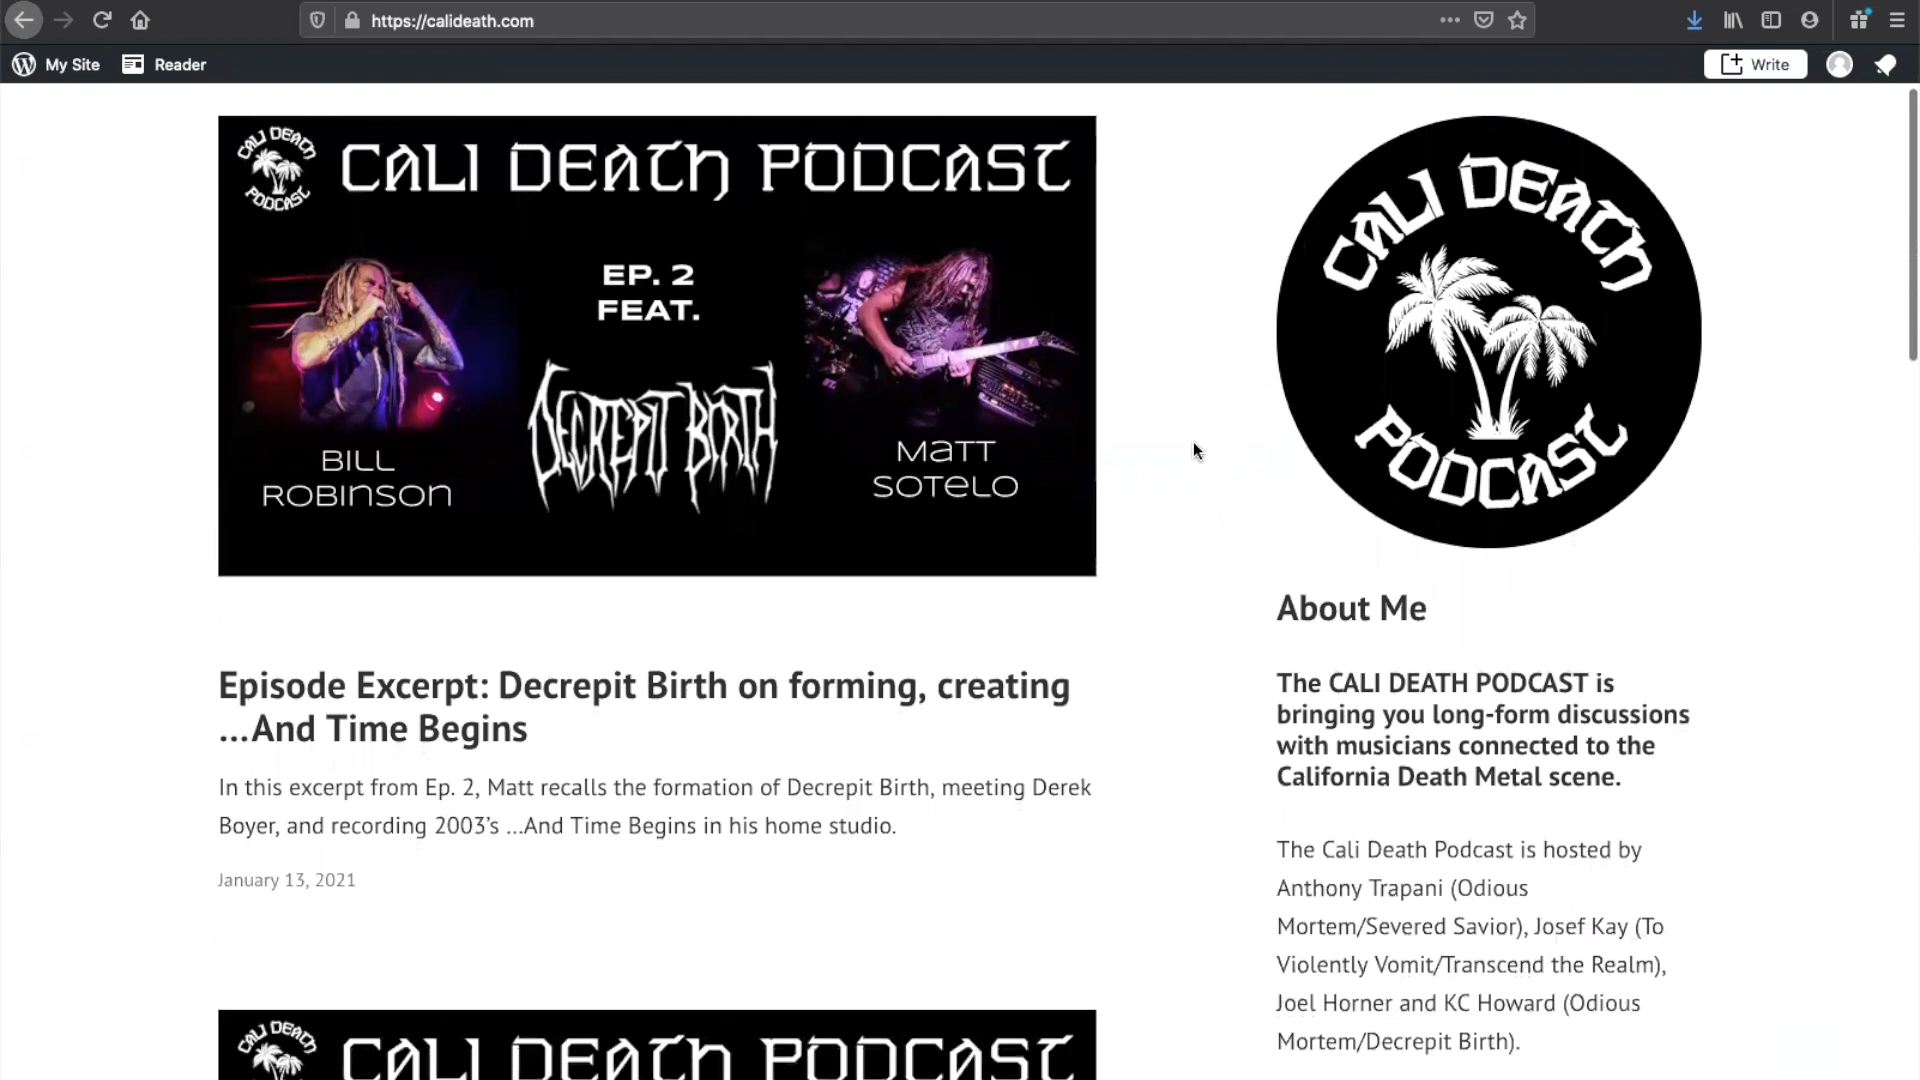 https://calideath.com
My Site
Reader
Write
CALI DEATH
PODCAST
CALI DEATH PODCAST
EP. 2
FEAT.
DECREPIT BIRTH
BILL
ROBINSON
MATT
SOTELO
CALI DEATH
PODCAST
Episode Excerpt: Decrepit Birth on forming, creating
...And Time Begins
In this excerpt from Ep. 2, Matt recalls the formation of Decrepit Birth, meeting Derek
Boyer, and recording 2003's ...And Time Begins in his home studio.
January 13, 2021
CALI DEATH
CALI DEATH PODCAST
About Me
The CALI DEATH PODCAST is
bringing you long-form discussions
with musicians connected to the
California Death Metal scene.
The Cali Death Podcast is hosted by
Anthony Trapani (Odious
Mortem/Severed Savior), Josef Kay (To
Violently Vomit/Transcend the Realm),
Joel Horner and KC Howard (Odious
Mortem/Decrepit Birth).